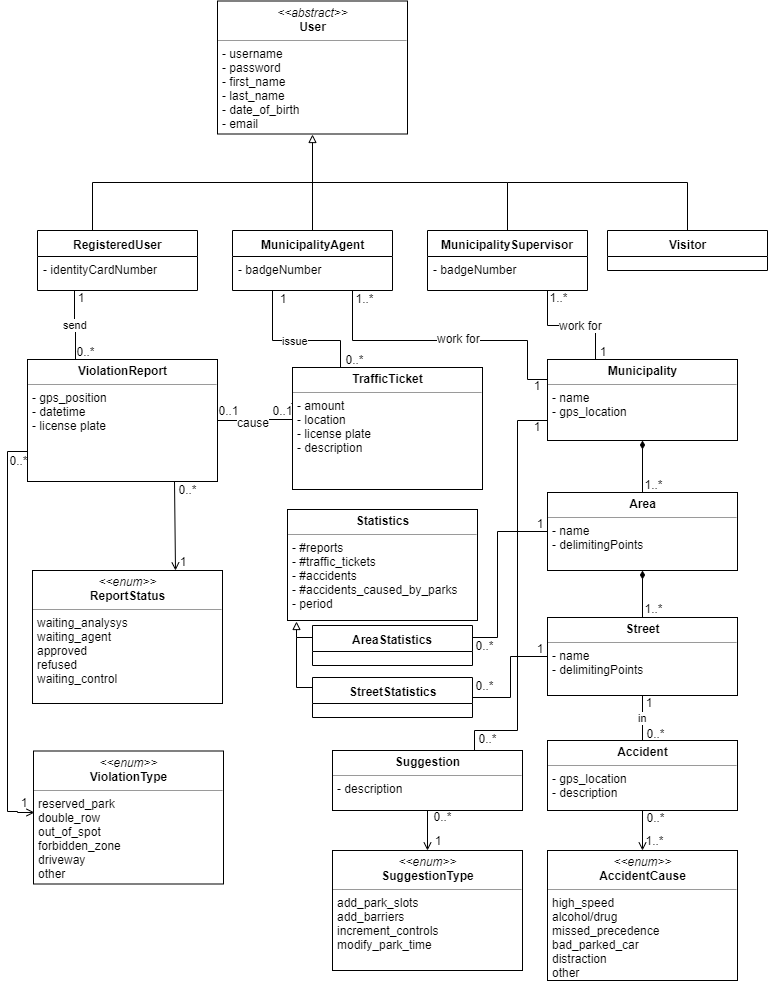 <<abstract>>
User
- username
- password
- first_name
- last_name
- date_of_birth
- email
RegisteredUser
- identityCardNumber
MunicipalityAgent
- badgeNumber
MunicipalitySupervisor
- badgeNumber
Visitor
1
send
0..*
1
issue
0..*
1..*
work for
1
1..*
work for
1
ViolationReport
- gps_position
- datetime
- license plate
0..1
cause
0..1
TrafficTicket
- amount
- location
- license plate
- description
Municipality
- name
- gps_location
1
0..*
0..*
1
1..*
Statistics
- #reports
- #traffic_tickets
- #accidents
- #accidents_caused_by_parks
- period
Area
- name
- delimitingPoints
1
0..*
1..*
<<enum>>
ReportStatus
waiting_analysys
waiting_agent
approved
refused
waiting_control
AreaStatistics
StreetStatistics
0..*
1
Street
- name
- delimitingPoints
1
in
0..*
0..*
<<enum>>
ViolationType
reserved_park
double_row
out_of_spot
forbidden_zone
driveway
other
1
Suggestion
- description
0..*
1
Accident
- gps_location
- description
0..*
1..*
<<enum>>
SuggestionType
add_park_slots
add_barriers
increment_controls
modify_park_time
<<enum>>
AccidentCause
high_speed
alcohol/drug
missed_precedence
bad_parked_car
distraction
other